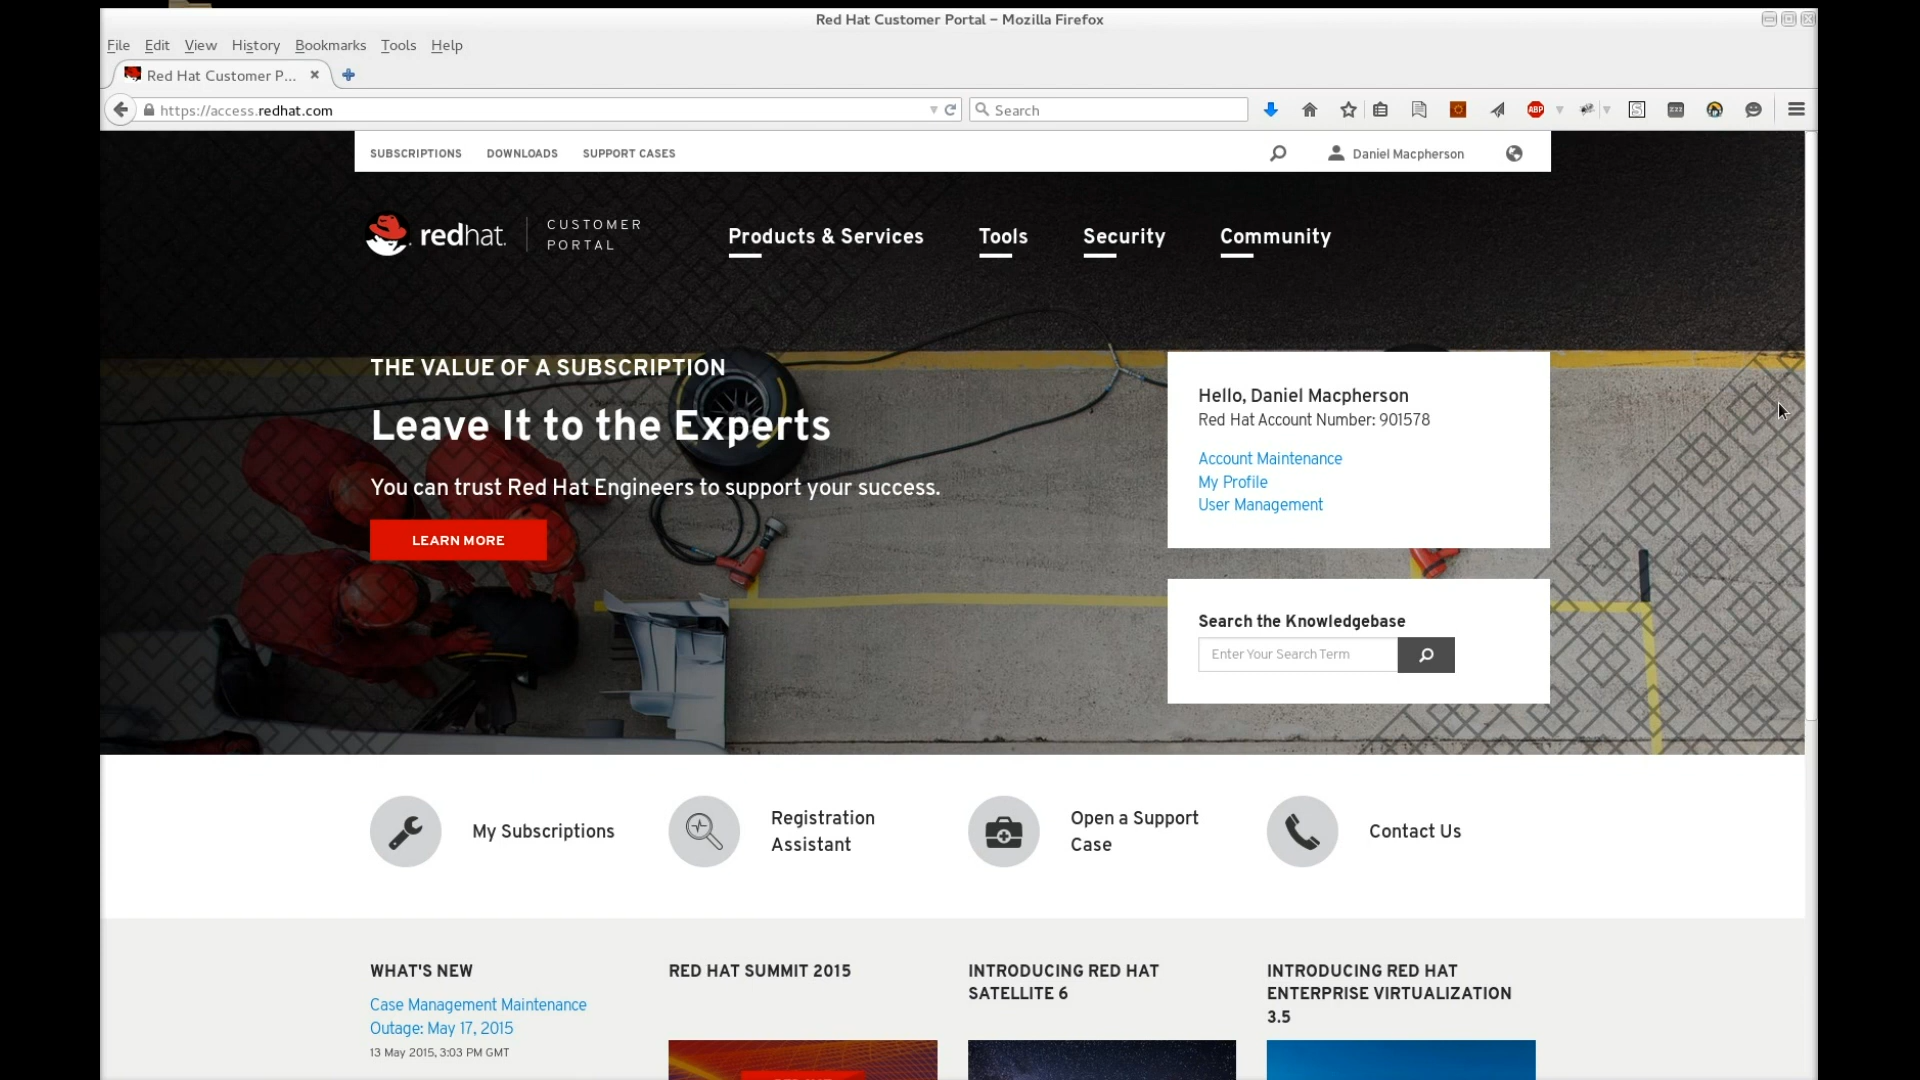 Red Hat Customer Portal – Mozilla Firefox
File Edit View History Bookmarks Tools Help
Red Hat Customer P...
https://access.redhat.com
Search
ABP
S
zzz
SUBSCRIPTIONS DOWNLOADS SUPPORT CASES
Daniel Macpherson
redhat.
CUSTOMER
PORTAL
Products & Services Tools Security Community
THE VALUE OF A SUBSCRIPTION
Leave It to the Experts
You can trust Red Hat Engineers to support your success.
LEARN MORE
Hello, Daniel Macpherson
Red Hat Account Number: 901578
Account Maintenance
My Profile
User Management
Search the Knowledgebase
Enter Your Search Term
My Subscriptions
Registration
Assistant
Open a Support
Case
Contact Us
WHAT'S NEW
Case Management Maintenance
Outage: May 17, 2015
13 May 2015, 3:03 PM GMT
RED HAT SUMMIT 2015
INTRODUCING RED HAT
SATELLITE 6
INTRODUCING RED HAT
ENTERPRISE VIRTUALIZATION
3.5